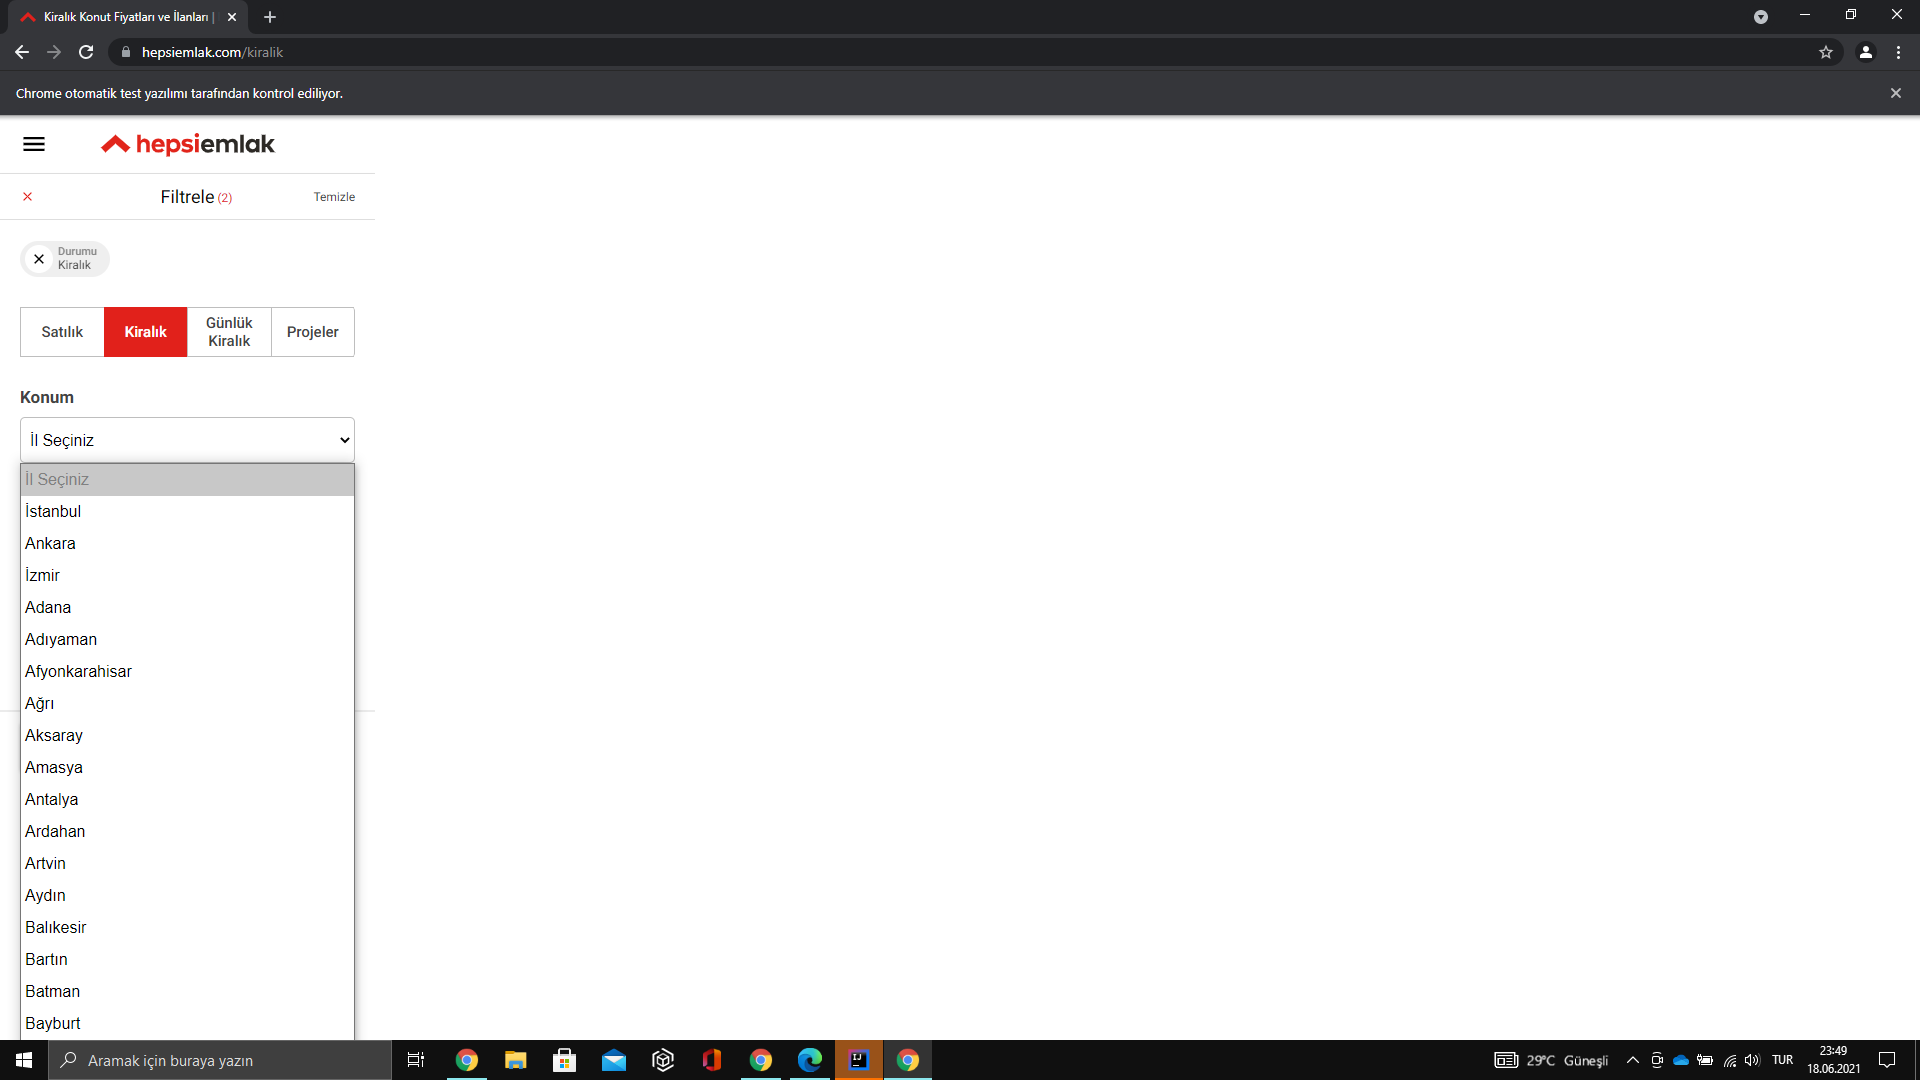 Kiralık Konut Fiyatları ve İlanları |
hepsiemlak.com/kiralik
Chrome otomatik test yazılımı tarafından kontrol ediliyor.
hepsiemlak
Filtrele (2)
Temizle
Durumu
Kiralık
Satılık
Kiralık
Günlük
Kiralık
Projeler
Konum
İl Seçiniz
İl Seçiniz
İstanbul
Ankara
İzmir
Adana
Adıyaman
Afyonkarahisar
Ağrı
Aksaray
Amasya
Antalya
Ardahan
Artvin
Aydın
Balıkesir
Bartın
Batman
Bayburt
Aramak için buraya yazın
IJ
29°C Güneşli
TUR
23:49
18.06.2021